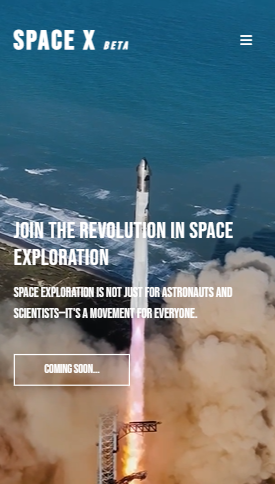 SPACE X BETA
JOIN THE REVOLUTION IN SPACE
EXPLORATION
SPACE EXPLORATION IS NOT JUST FOR ASTRONAUTS AND
SCIENTISTS—IT'S A MOVEMENT FOR EVERYONE.
COMING SOON...